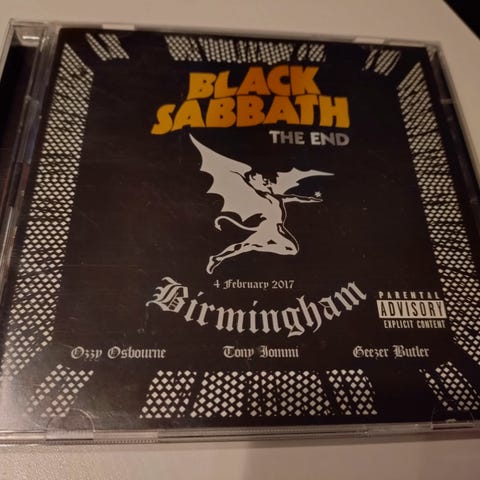 BLACK
SABBATH
THE END
4 February 2017
Birmingham
PARENTAL
ADVISORY
EXPLICIT CONTENT
Ozzy Osbourne Tony Iommi Geezer Butler